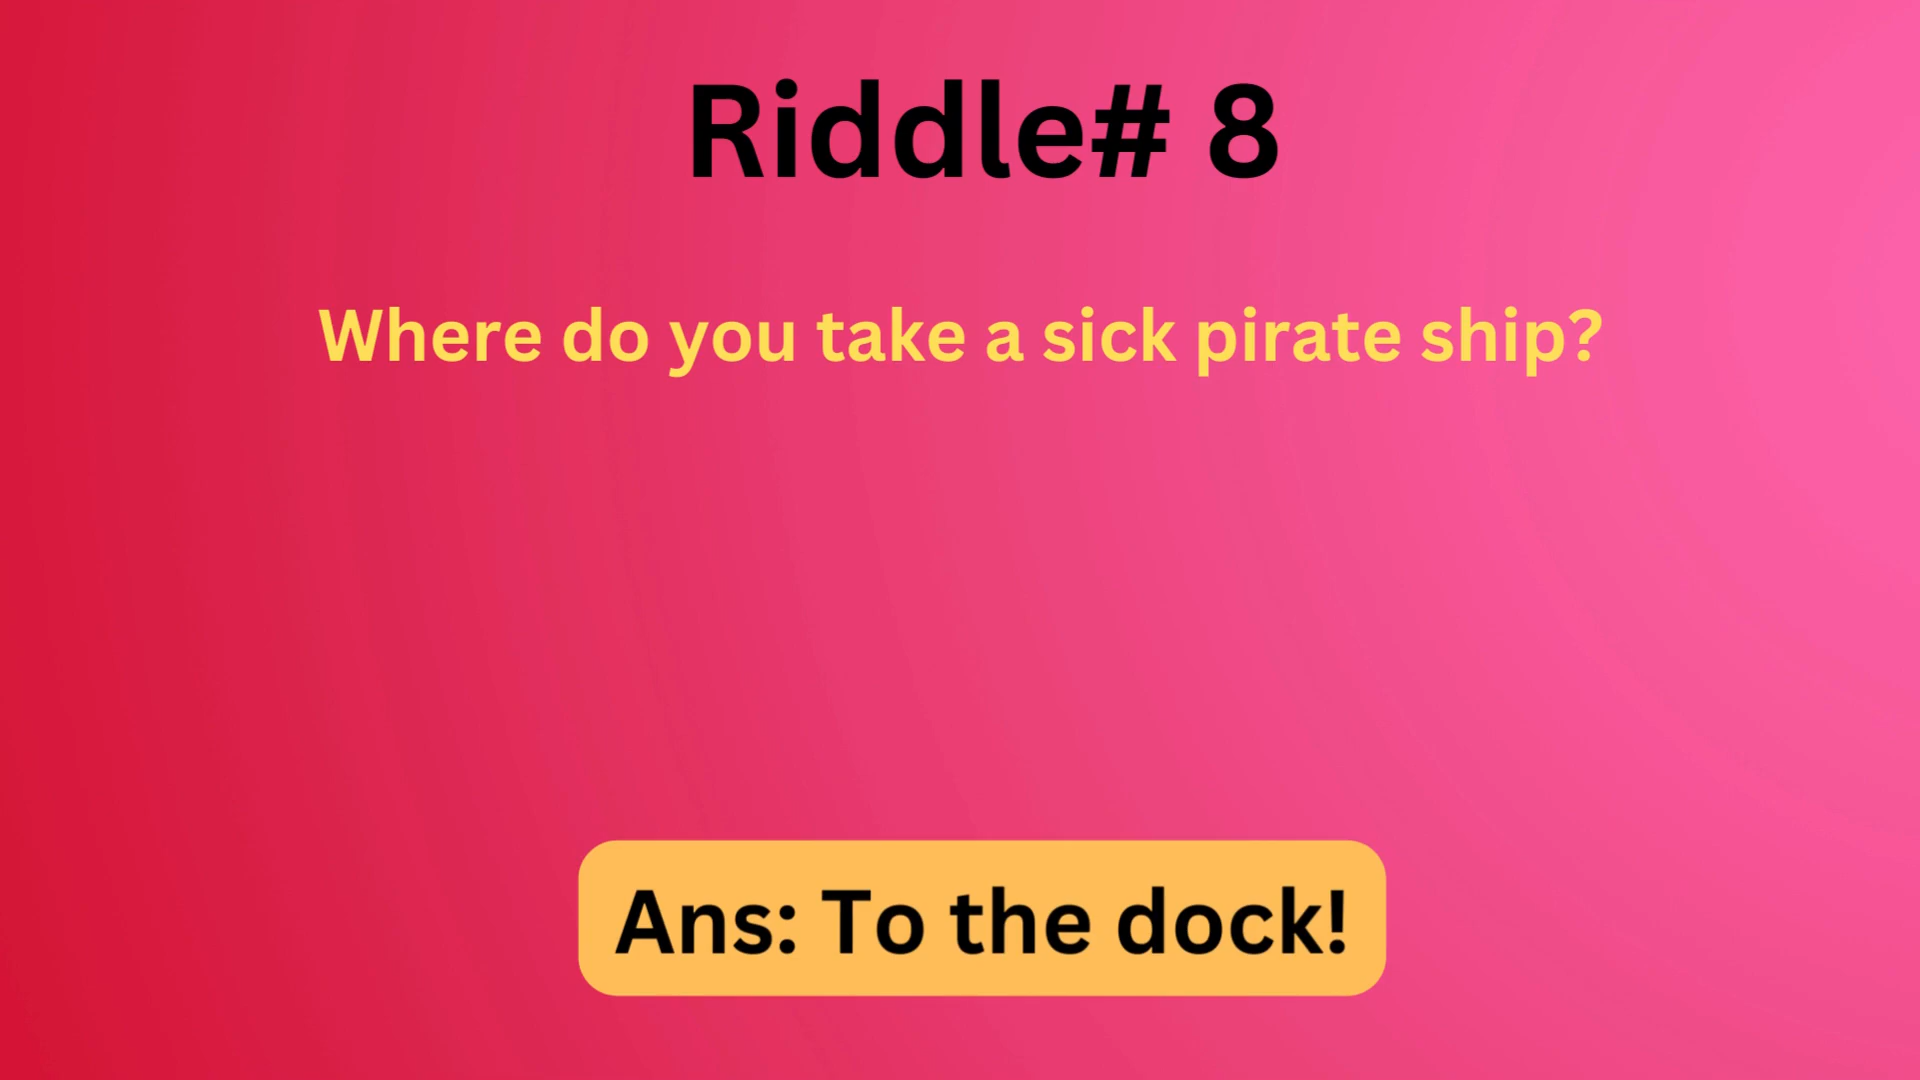 Riddle# 8
Where do you take a sick pirate ship?
Ans: To the dock!